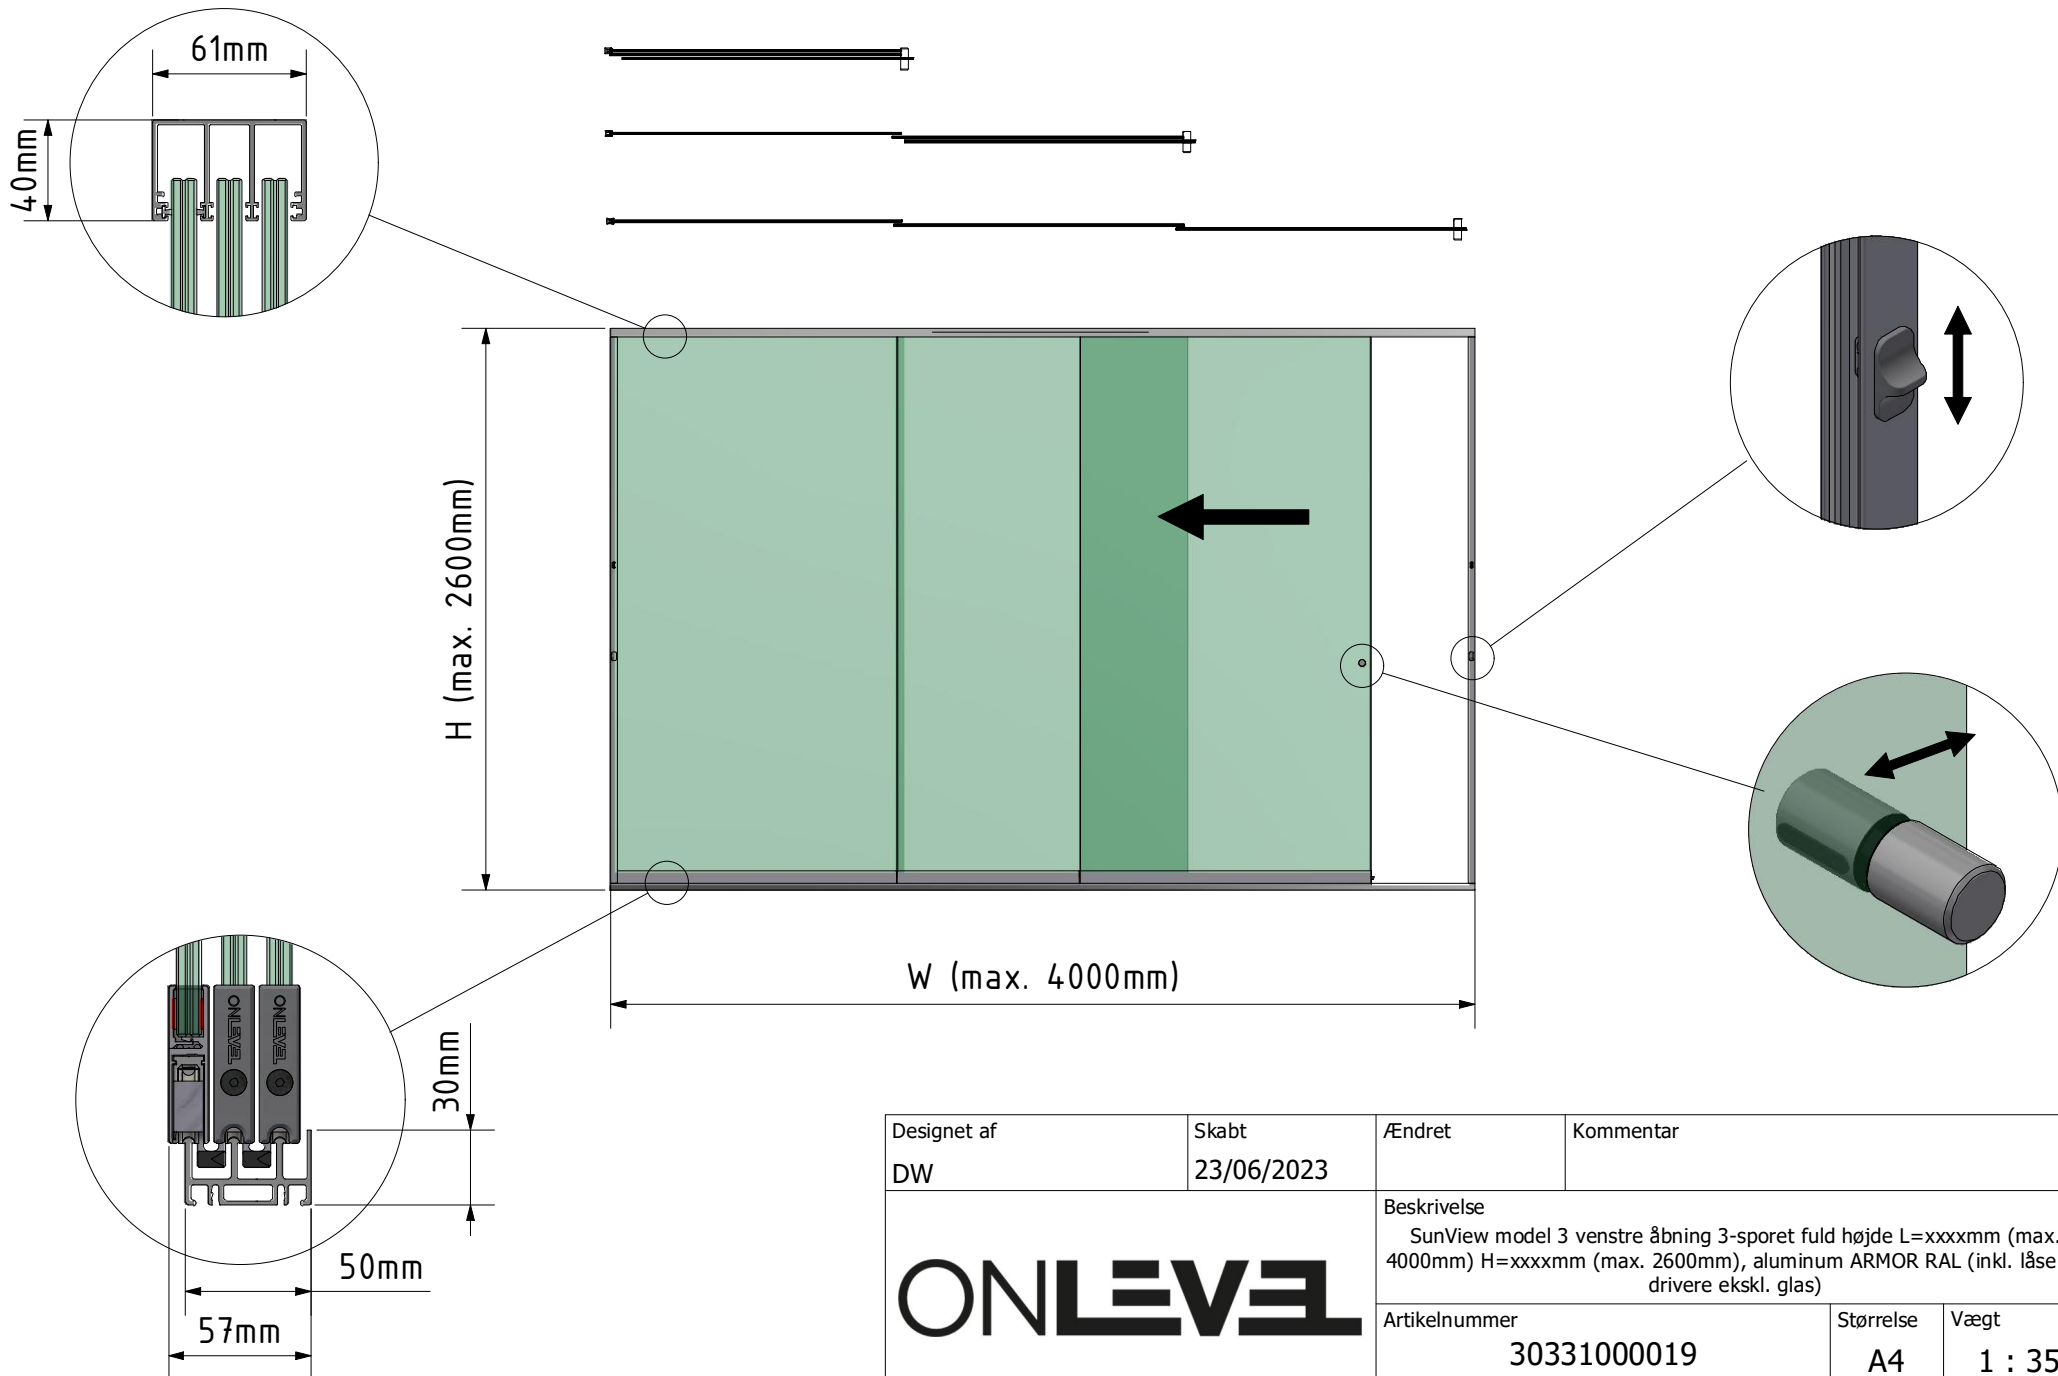 61mm
40mm
H (max. 2600mm)
W (max. 4000mm)
ONLEVEL
ONLEVEL
30mm
50mm
57mm
Designet af
DW
Skabt
23/06/2023
Ændret
Kommentar
ONLEVEL
Beskrivelse
SunView model 3 venstre åbning 3-sporet fuld højde L=xxxxmm (max.
4000mm) H=xxxxmm (max. 2600mm), aluminum ARMOR RAL (inkl. låse
drivere ekskl. glas)
Artikelnummer
30331000019
Størrelse
A4
Vægt
1 : 35